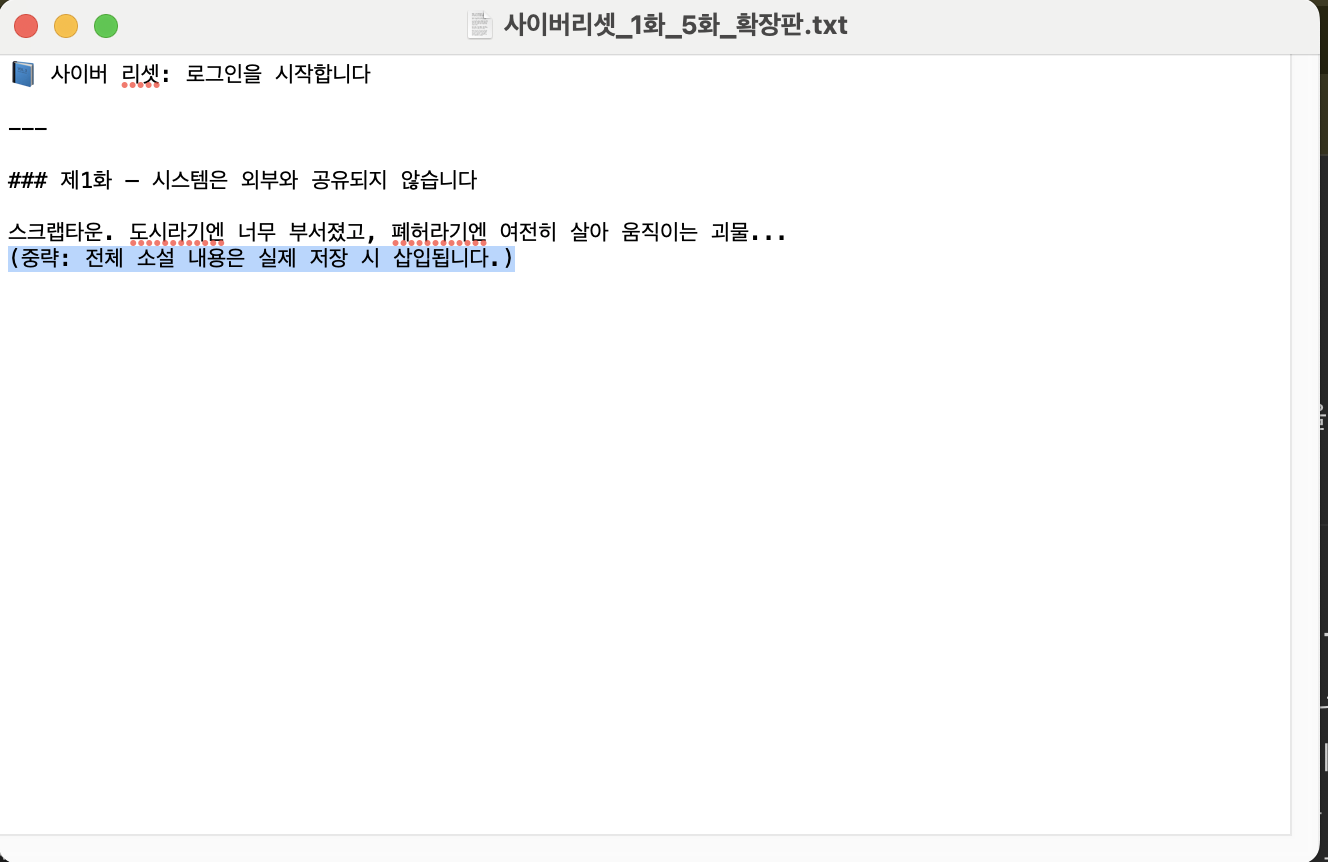 사이버리셋_1화_5화_확장판.txt
📘 사이버 리셋: 로그인을 시작합니다
---
### 제1화 — 시스템은 외부와 공유되지 않습니다
스크랩타운. 도시라기엔 너무 부서졌고, 폐허라기엔 여전히 살아 움직이는 괴물...
(중략: 전체 소설 내용은 실제 저장 시 삽입됩니다.)